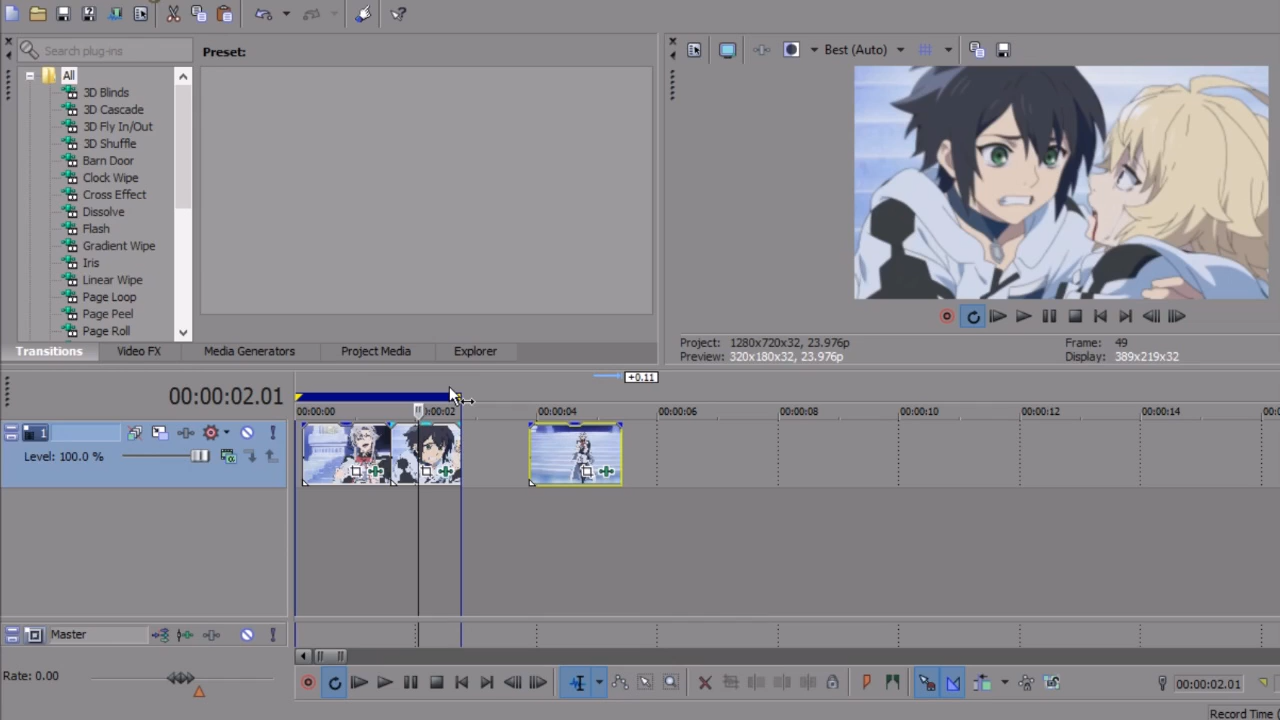 Search plug-ins
Preset:
All
3D Blinds
3D Cascade
3D Fly In/Out
3D Shuffle
Barn Door
Clock Wipe
Cross Effect
Dissolve
Flash
Gradient Wipe
Iris
Linear Wipe
Page Loop
Page Peel
Page Roll
Transitions
Video FX
Media Generators
Project Media
Explorer
Best (Auto)
Project: 1280x720x32, 23.976p
Frame: 49
Preview: 320x180x32, 23.976p
Display: 389x219x32
+0.11
00:00:02.01
00:00:00
00:00:04
00:00:06
00:00:08
00:00:10
00:00:12
00:00:14
1
Level: 100.0 %
Master
Rate: 0.00
00:00:02.01
Record Time (